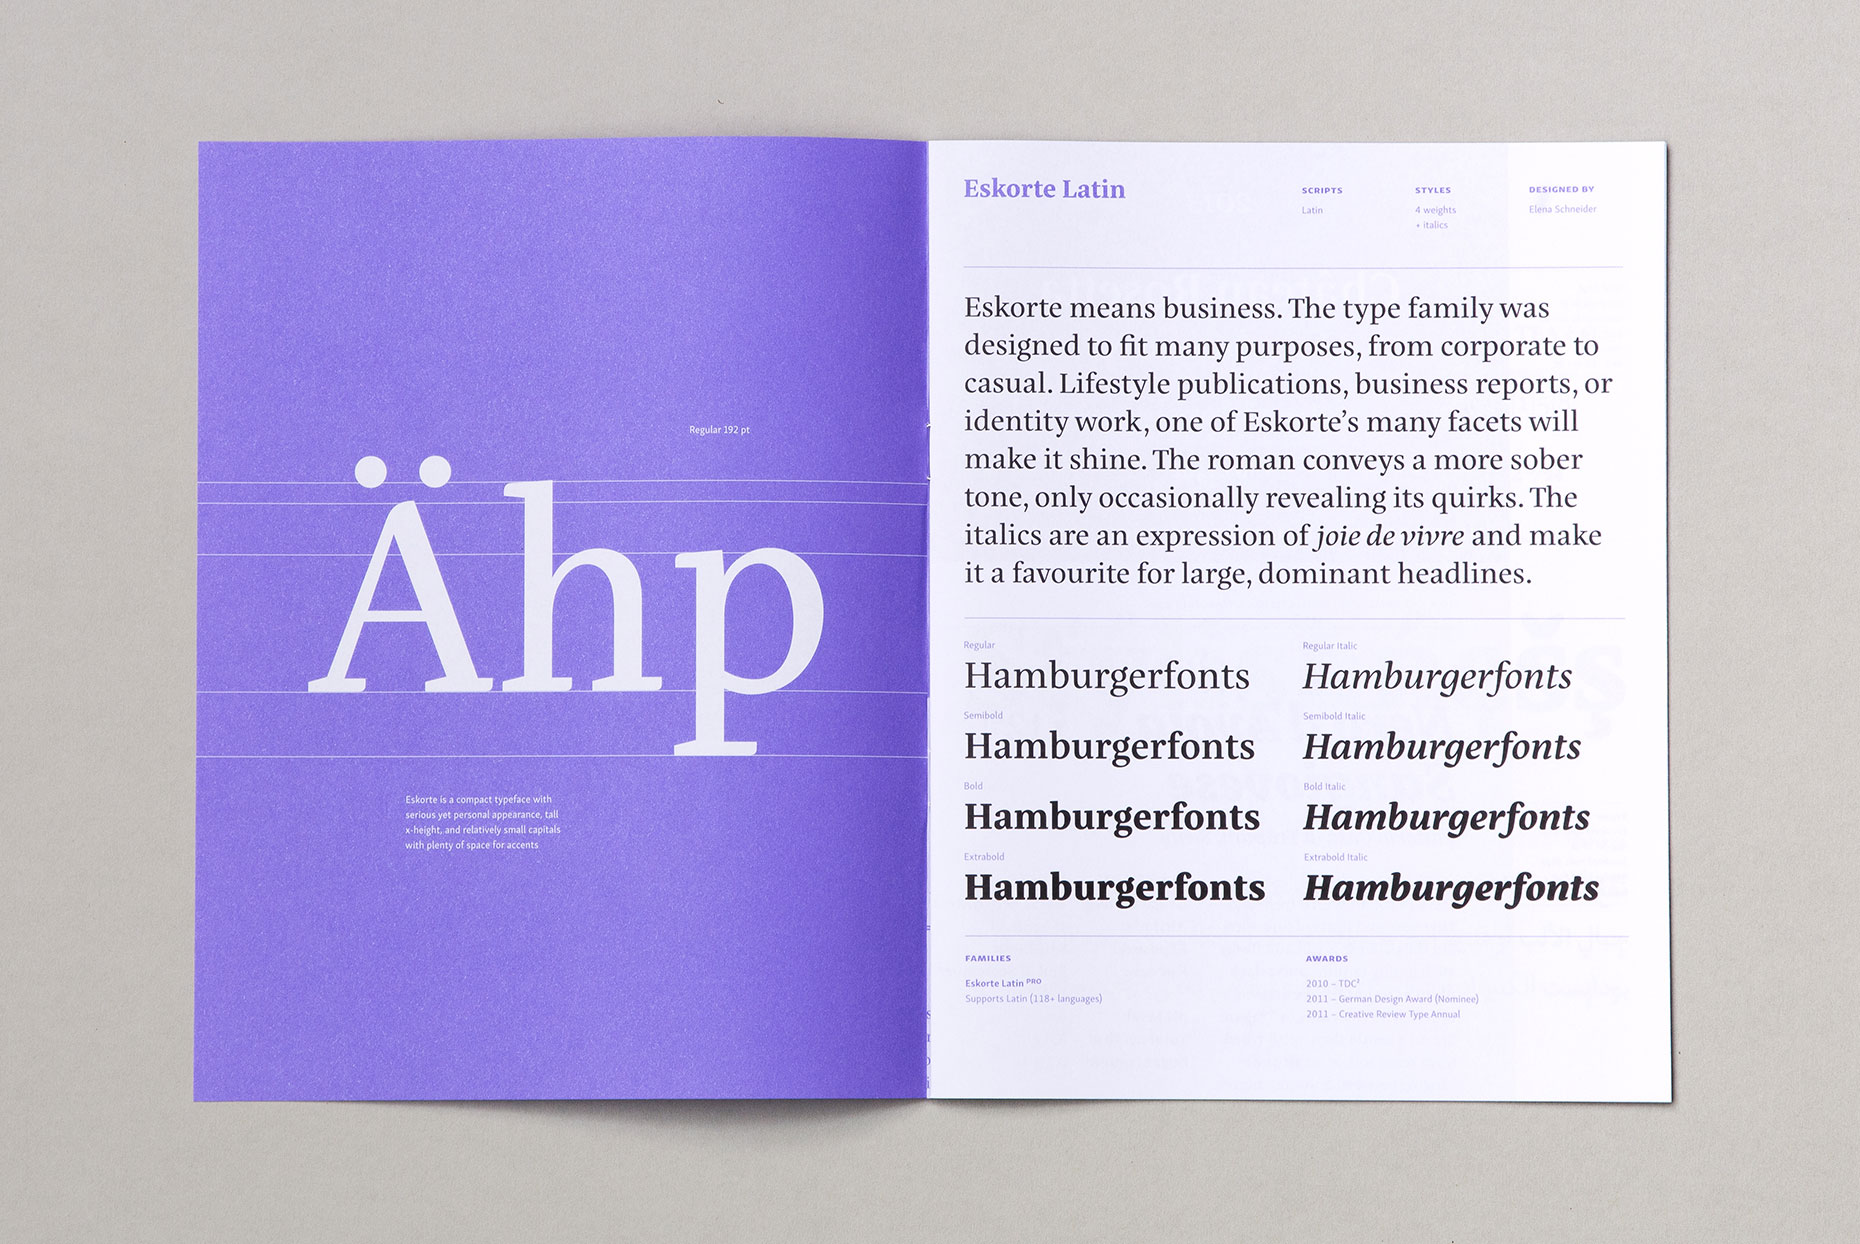 Regular 192 pt
Ähp
Eskorte is a compact typeface with
serious yet personal appearance, tall
x-height, and relatively small capitals
with plenty of space for accents
Eskorte Latin
SCRIPTS
Latin
STYLES
4 weights
+ italics
DESIGNED BY
Elena Schneider
Eskorte means business. The type family was
designed to fit many purposes, from corporate to
casual. Lifestyle publications, business reports, or
identity work, one of Eskorte’s many facets will
make it shine. The roman conveys a more sober
tone, only occasionally revealing its quirks. The
italics are an expression of joie de vivre and make
it a favourite for large, dominant headlines.
Regular
Hamburgerfonts
Regular Italic
Hamburgerfonts
Semibold
Hamburgerfonts
Semibold Italic
Hamburgerfonts
Bold
Hamburgerfonts
Bold Italic
Hamburgerfonts
Extrabold
Hamburgerfonts
Extrabold Italic
Hamburgerfonts
FAMILIES
Eskorte Latin PRO
Supports Latin (118+ languages)
AWARDS
2010 – TDC²
2011 – German Design Award (Nominee)
2011 – Creative Review Type Annual